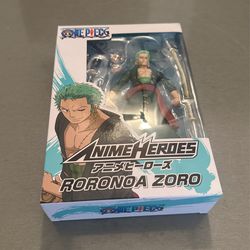 ONE PIECE
ONE PIECE
ANIME HEROES
アニメヒーローズ
RORONOA ZORO